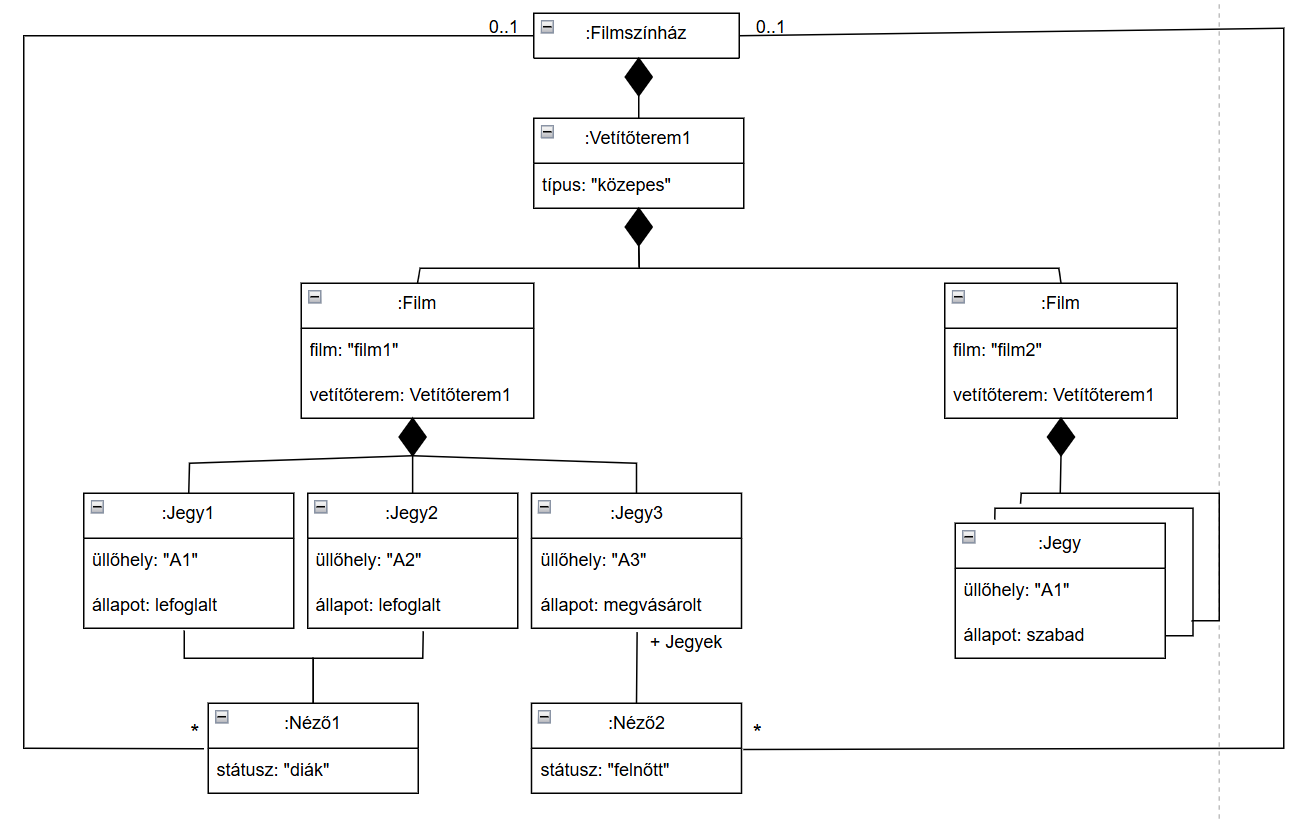 0..1
:Filmszínház
0..1
:Vetítőterem1
típus: "közepes"
:Film
film: "film1"
vetítőterem: Vetítőterem1
:Film
film: "film2"
vetítőterem: Vetítőterem1
:Jegy1
üllőhely: "A1"
állapot: lefoglalt
:Jegy2
üllőhely: "A2"
állapot: lefoglalt
:Jegy3
üllőhely: "A3"
állapot: megvásárolt
+ Jegyek
:Jegy
üllőhely: "A1"
állapot: szabad
*
:Néző1
státusz: "diák"
:Néző2
státusz: "felnőtt"
*